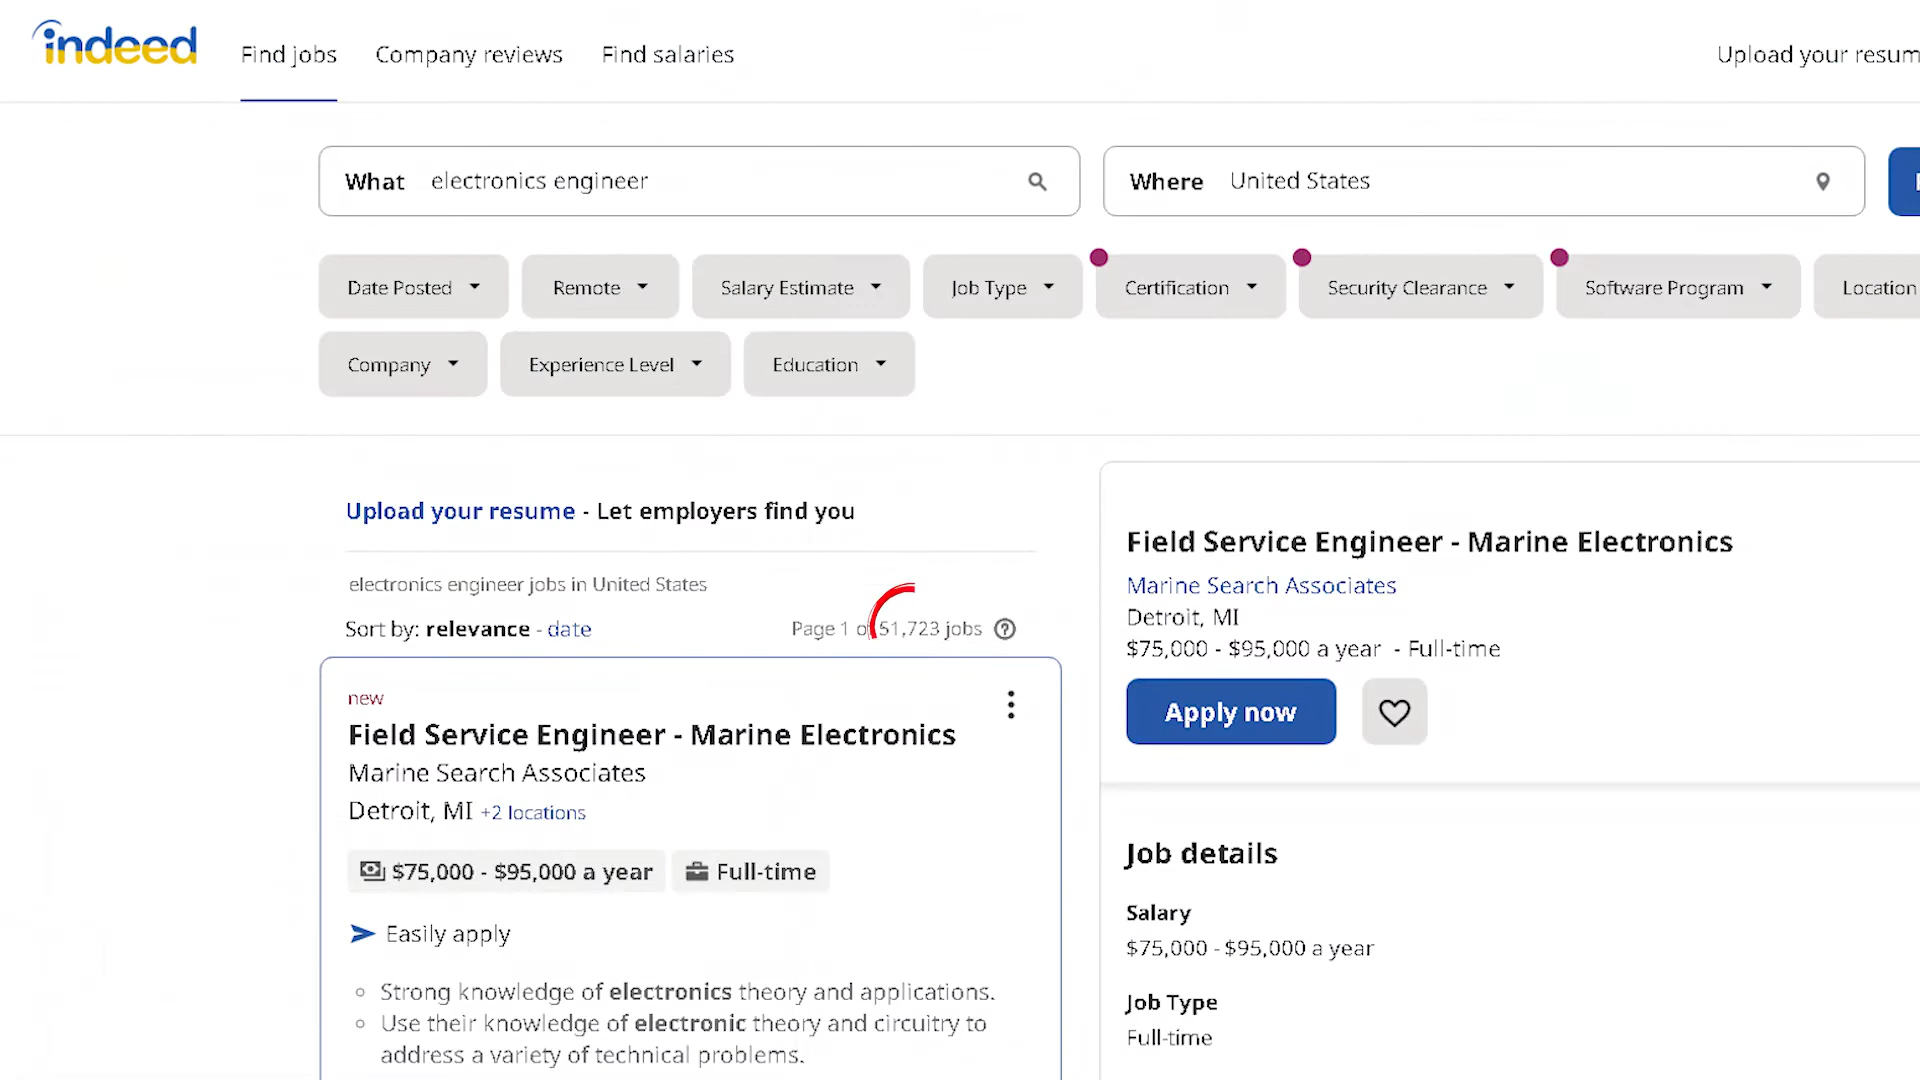 indeed
Find jobs
Company reviews
Find salaries
Upload your resum
What electronics engineer
Where United States
Date Posted
Remote
Salary Estimate
Job Type
Certification
Security Clearance
Software Program
Location
Company
Experience Level
Education
Upload your resume - Let employers find you
electronics engineer jobs in United States
Sort by: relevance - date
Page 1 of 51,723 jobs
new
Field Service Engineer - Marine Electronics
Marine Search Associates
Detroit, MI +2 locations
$75,000 - $95,000 a year
Full-time
Easily apply
Strong knowledge of electronics theory and applications.
Use their knowledge of electronic theory and circuitry to
address a variety of technical problems.
Field Service Engineer - Marine Electronics
Marine Search Associates
Detroit, MI
$75,000 - $95,000 a year - Full-time
Apply now
Job details
Salary
$75,000 - $95,000 a year
Job Type
Full-time